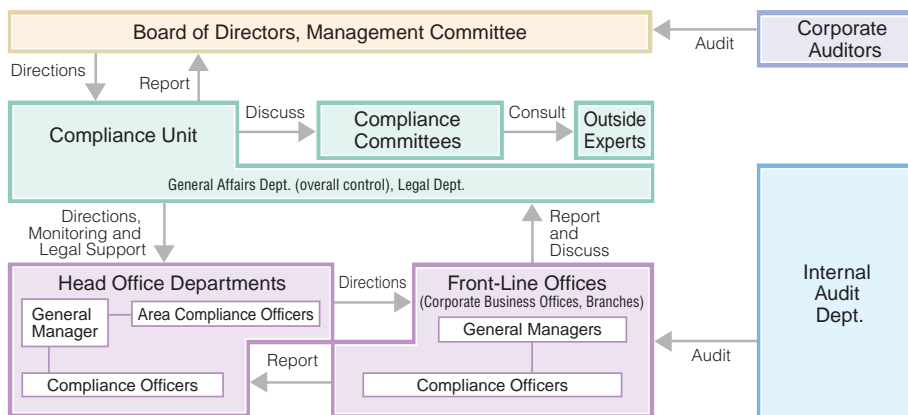 Board of Directors, Management Committee
Audit
Corporate
Auditors
Directions
Report
Compliance Unit
Discuss
Compliance
Committees
Consult
Outside
Experts
General Affairs Dept. (overall control), Legal Dept.
Directions,
Monitoring and
Legal Support
Report
and
Discuss
Head Office Departments
General
Manager
Area Compliance Officers
Compliance Officers
Directions
Report
Front-Line Offices
(Corporate Business Offices, Branches)
General Managers
Compliance Officers
Audit
Internal
Audit
Dept.